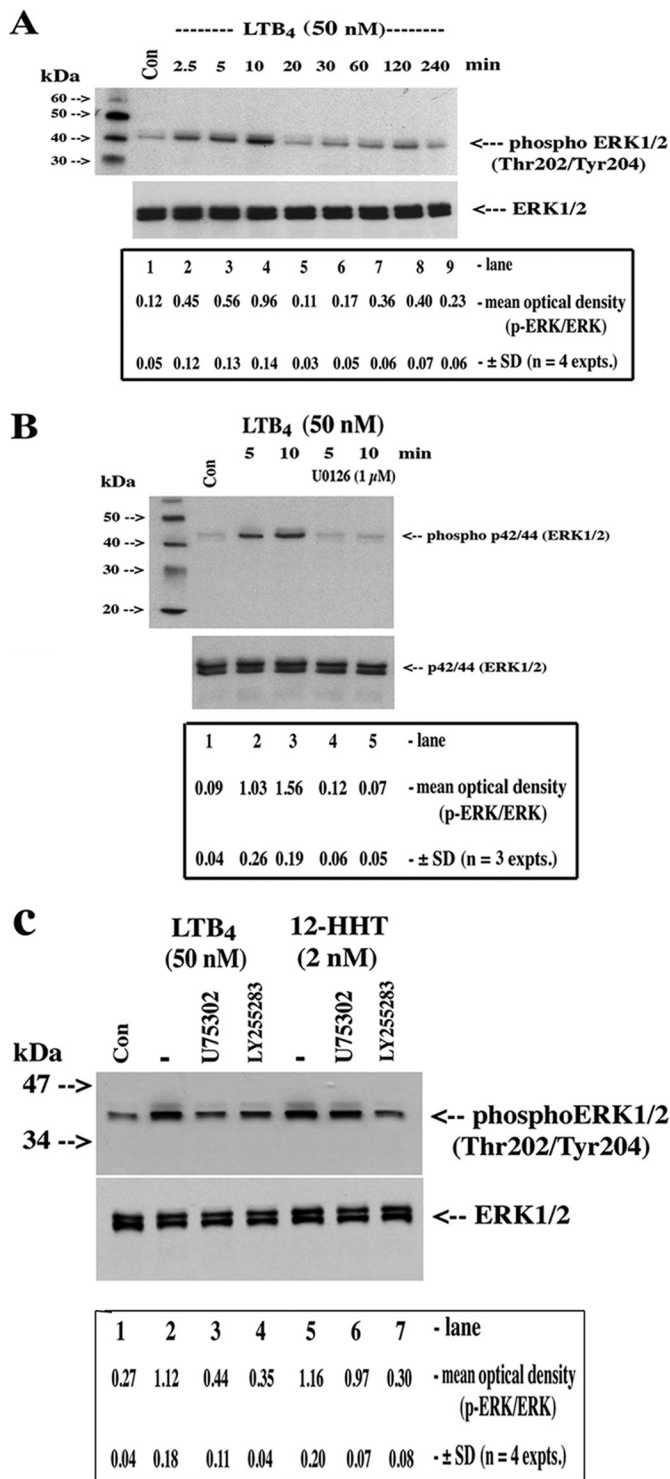 A
-------- LTB4 (50 nM)--------
kDa
Con 2.5 5 10 20 30 60 120 240 min
60 -->
50 -->
40 -->
30 -->
<--- phospho ERK1/2
(Thr202/Tyr204)
<--- ERK1/2
1 2 3 4 5 6 7 8 9 - lane
0.12 0.45 0.56 0.96 0.11 0.17 0.36 0.40 0.23 - mean optical density
(p-ERK/ERK)
0.05 0.12 0.13 0.14 0.03 0.05 0.06 0.07 0.06 - ± SD (n = 4 expts.)
B
LTB4 (50 nM)
Con 5 10 5 10 min
U0126 (1 µM)
kDa
50 -->
40 -->
30 -->
20 -->
<-- phospho p42/44 (ERK1/2)
<-- p42/44 (ERK1/2)
1 2 3 4 5 - lane
0.09 1.03 1.56 0.12 0.07 - mean optical density
(p-ERK/ERK)
0.04 0.26 0.19 0.06 0.05 - ± SD (n = 3 expts.)
C
LTB4 12-HHT
(50 nM) (2 nM)
Con - U75302 LY255283 - U75302 LY255283
kDa
47 -->
34 -->
<-- phosphoERK1/2
(Thr202/Tyr204)
<-- ERK1/2
1 2 3 4 5 6 7 - lane
0.27 1.12 0.44 0.35 1.16 0.97 0.30 - mean optical density
(p-ERK/ERK)
0.04 0.18 0.11 0.04 0.20 0.07 0.08 - ± SD (n = 4 expts.)